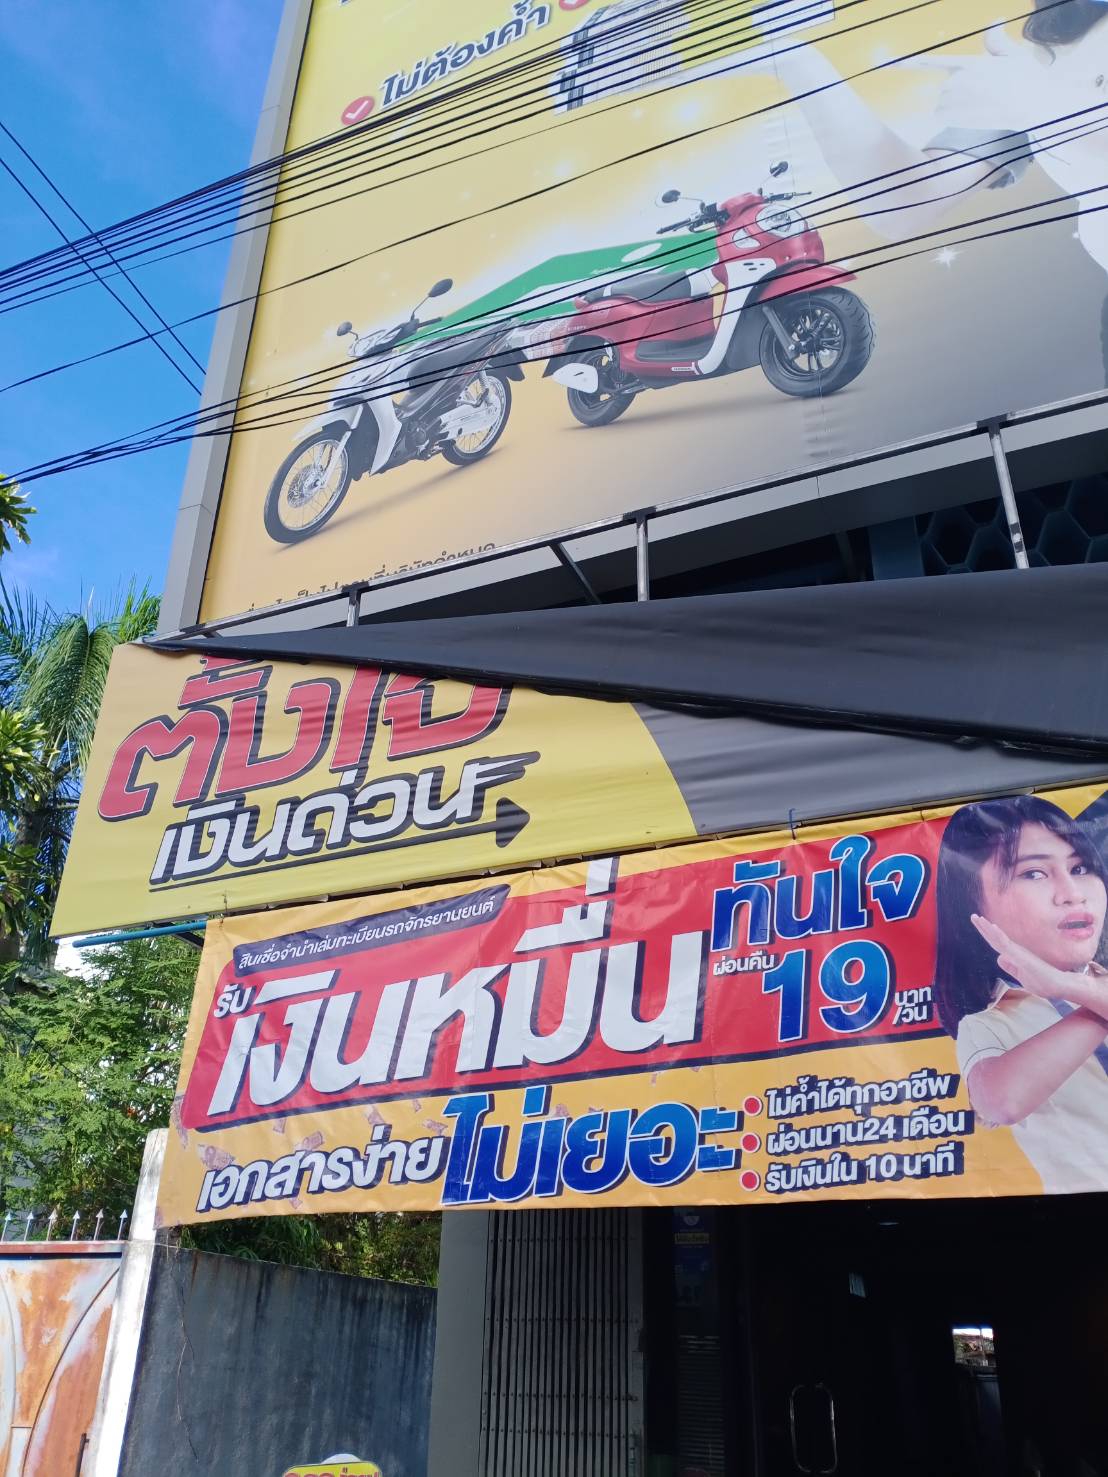 ไม่ต้องค้ำ
ตั้งใจ
เงินด่วน
สินเชื่อจำนำเล่มทะเบียนรถจักรยานยนต์
รับ
เงินหมื่น
ทันใจ
ผ่อนคืน
19
บาท
/วัน
เอกสารง่าย ไม่เยอะ
ไม่ค้ำได้ทุกอาชีพ
ผ่อนนาน24 เดือน
รับเงินใน 10 นาที